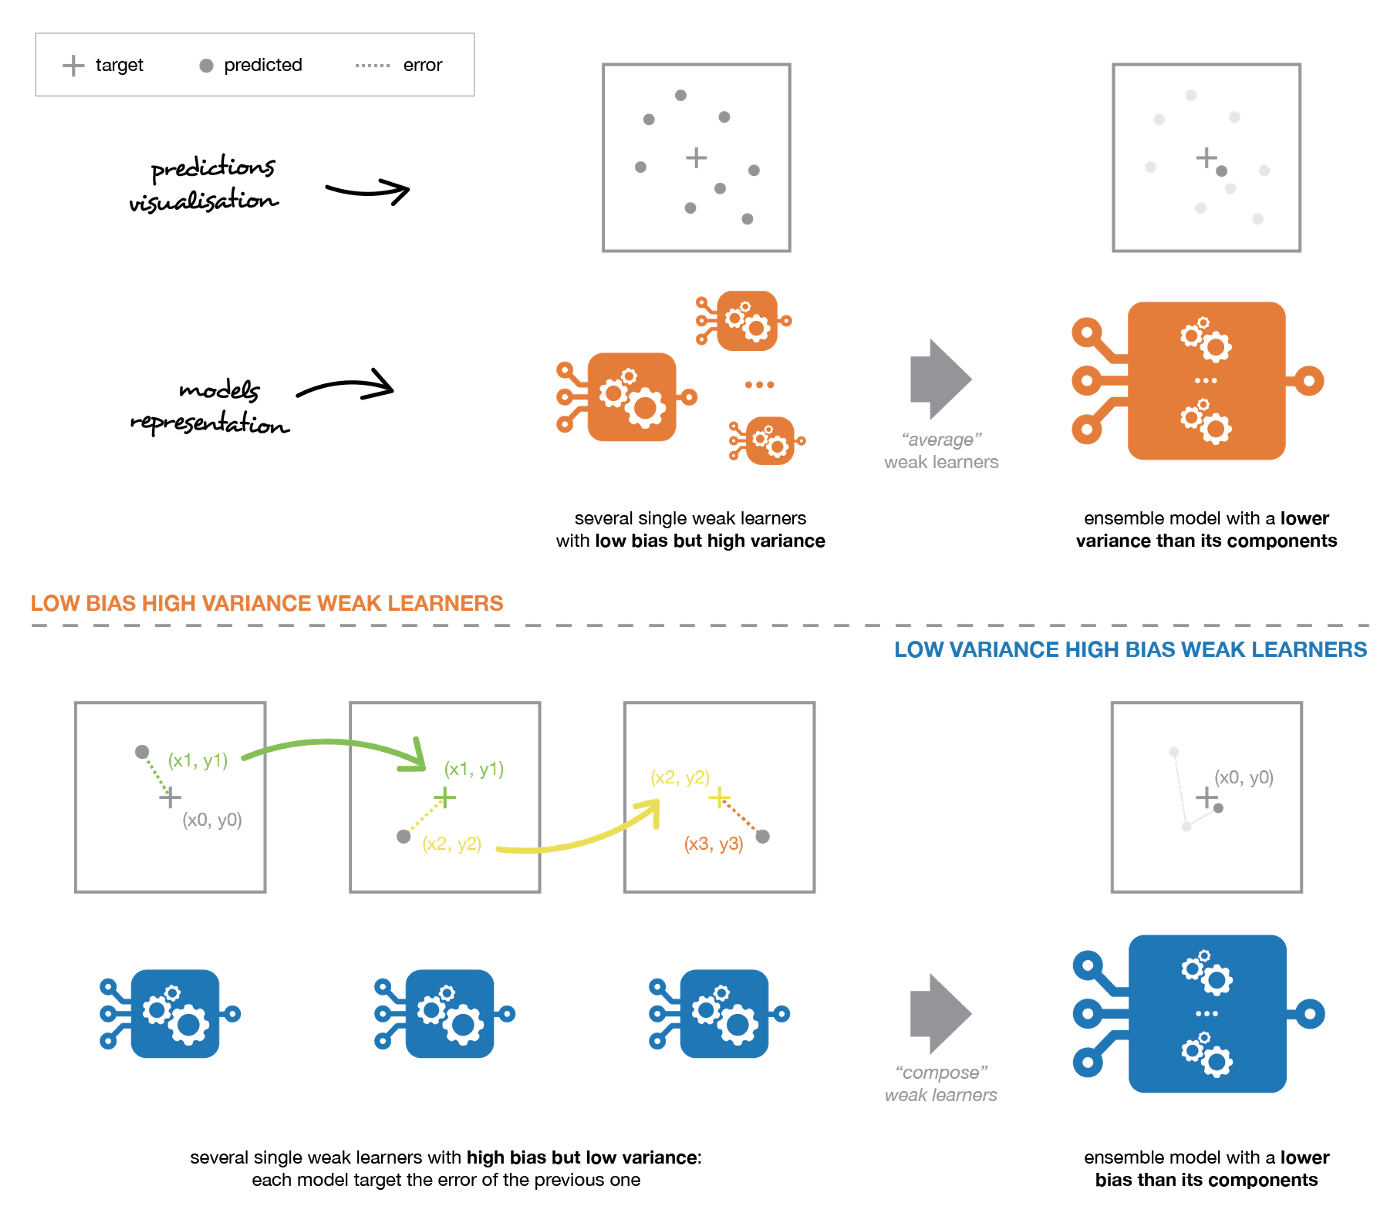 target
predicted
error
predictions
visualisation
models
representation
“average”
weak learners
several single weak learners
with low bias but high variance
ensemble model with a lower
variance than its components
LOW BIAS HIGH VARIANCE WEAK LEARNERS
LOW VARIANCE HIGH BIAS WEAK LEARNERS
(x1, y1)
(x0, y0)
(x1, y1)
(x2, y2)
(x2, y2)
(x3, y3)
(x0, y0)
“compose”
weak learners
several single weak learners with high bias but low variance:
each model target the error of the previous one
ensemble model with a lower
bias than its components